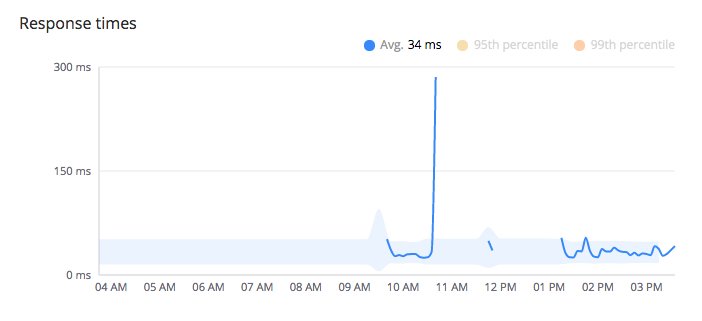 Response times
Avg. 34 ms 95th percentile 99th percentile
300 ms
150 ms
0 ms
04 AM 05 AM 06 AM 07 AM 08 AM 09 AM 10 AM 11 AM 12 PM 01 PM 02 PM 03 PM